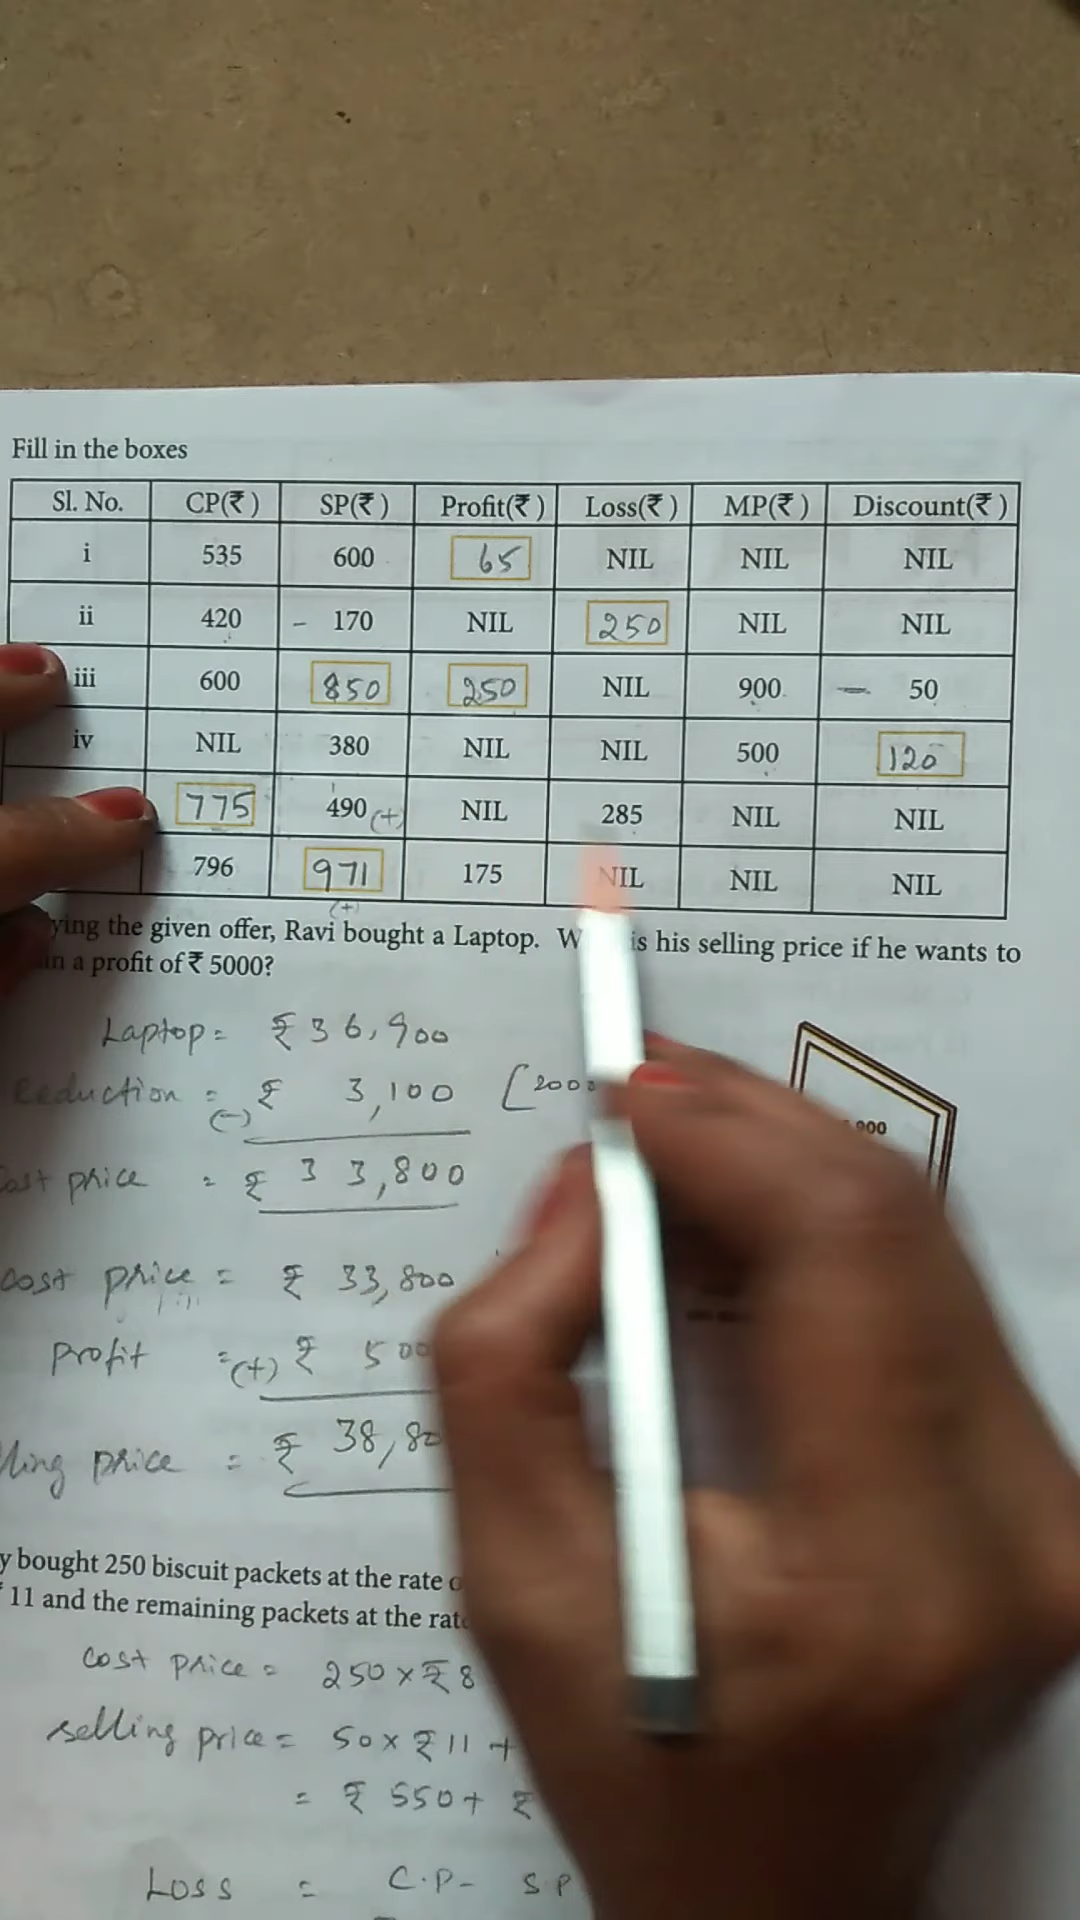 Fill in the boxes
Sl. No. CP(₹) SP(₹) Profit(₹) Loss(₹) MP(₹) Discount(₹)
i 535 600 65 NIL NIL NIL
ii 420 - 170 NIL 250 NIL NIL
iii 600 850 250 NIL 900 - 50
iv NIL 380 NIL NIL 500 120
775 490 (+) NIL 285 NIL NIL
796 971 175 NIL NIL NIL
(+)
ying the given offer, Ravi bought a Laptop. W is his selling price if he wants to
in a profit of ₹ 5000?
Laptop = ₹ 36,900
Reduction = ₹ 3,100 [200
(-)
Cost price = ₹ 33,800
900
Cost price = ₹ 33,800
Profit = (+) ₹ 500
lling price = ₹ 38,80
y bought 250 biscuit packets at the rate
11 and the remaining packets at the rat
Cost price = 250 × ₹ 8
Selling price = 50 × ₹ 11 +
= ₹ 550 + ₹
Loss = C.P - S.P